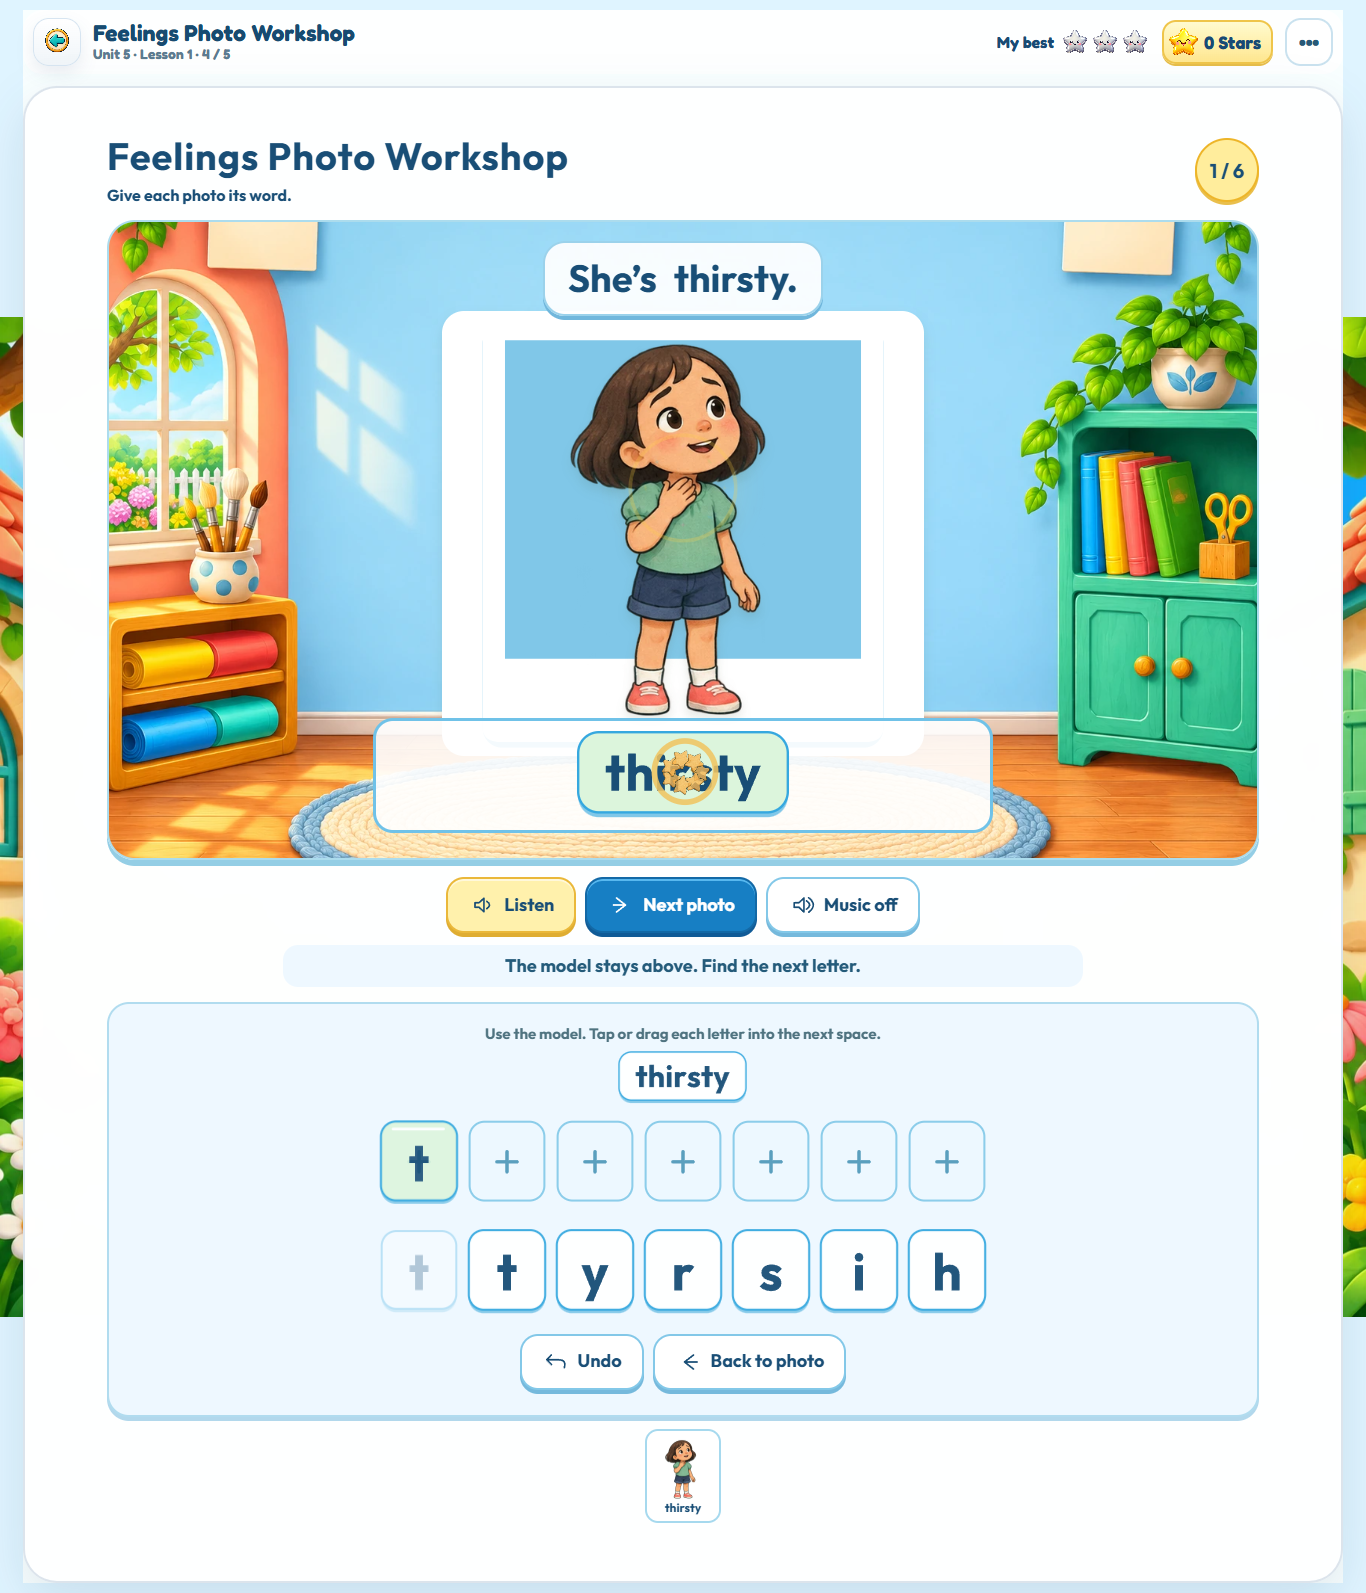 Feelings Photo Workshop
Unit 5 · Lesson 1 · 4 / 5
My best
0 Stars
Feelings Photo Workshop
Give each photo its word.
1 / 6
She’s thirsty.
thirsty
Listen
Next photo
Music off
The model stays above. Find the next letter.
Use the model. Tap or drag each letter into the next space.
thirsty
t + + + + + +
t t y r s i h
Undo
Back to photo
thirsty